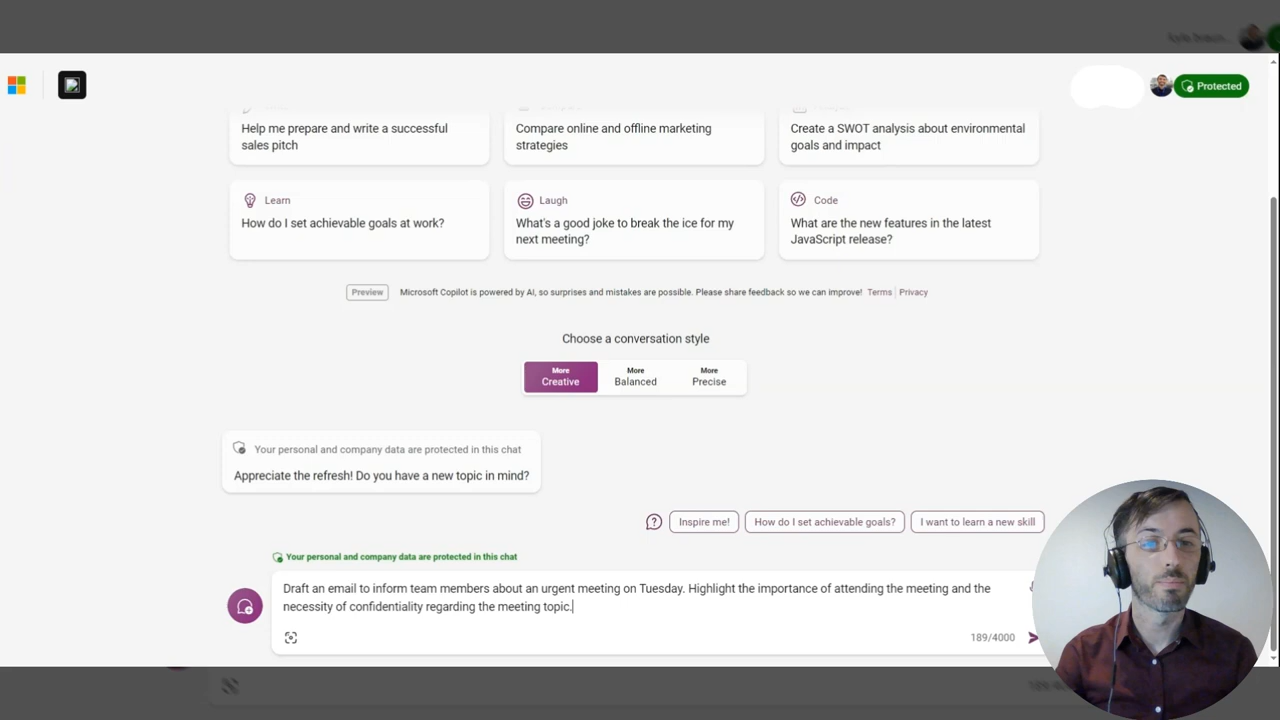 Protected
Help me prepare and write a successful
sales pitch
Compare online and offline marketing
strategies
Create a SWOT analysis about environmental
goals and impact
Learn
How do I set achievable goals at work?
Laugh
What's a good joke to break the ice for my
next meeting?
Code
What are the new features in the latest
JavaScript release?
Preview Microsoft Copilot is powered by AI, so surprises and mistakes are possible. Please share feedback so we can improve! Terms | Privacy
Choose a conversation style
More
Creative
More
Balanced
More
Precise
Your personal and company data are protected in this chat
Appreciate the refresh! Do you have a new topic in mind?
Inspire me! How do I set achievable goals? I want to learn a new skill
Your personal and company data are protected in this chat
Draft an email to inform team members about an urgent meeting on Tuesday. Highlight the importance of attending the meeting and the
necessity of confidentiality regarding the meeting topic.
189/4000